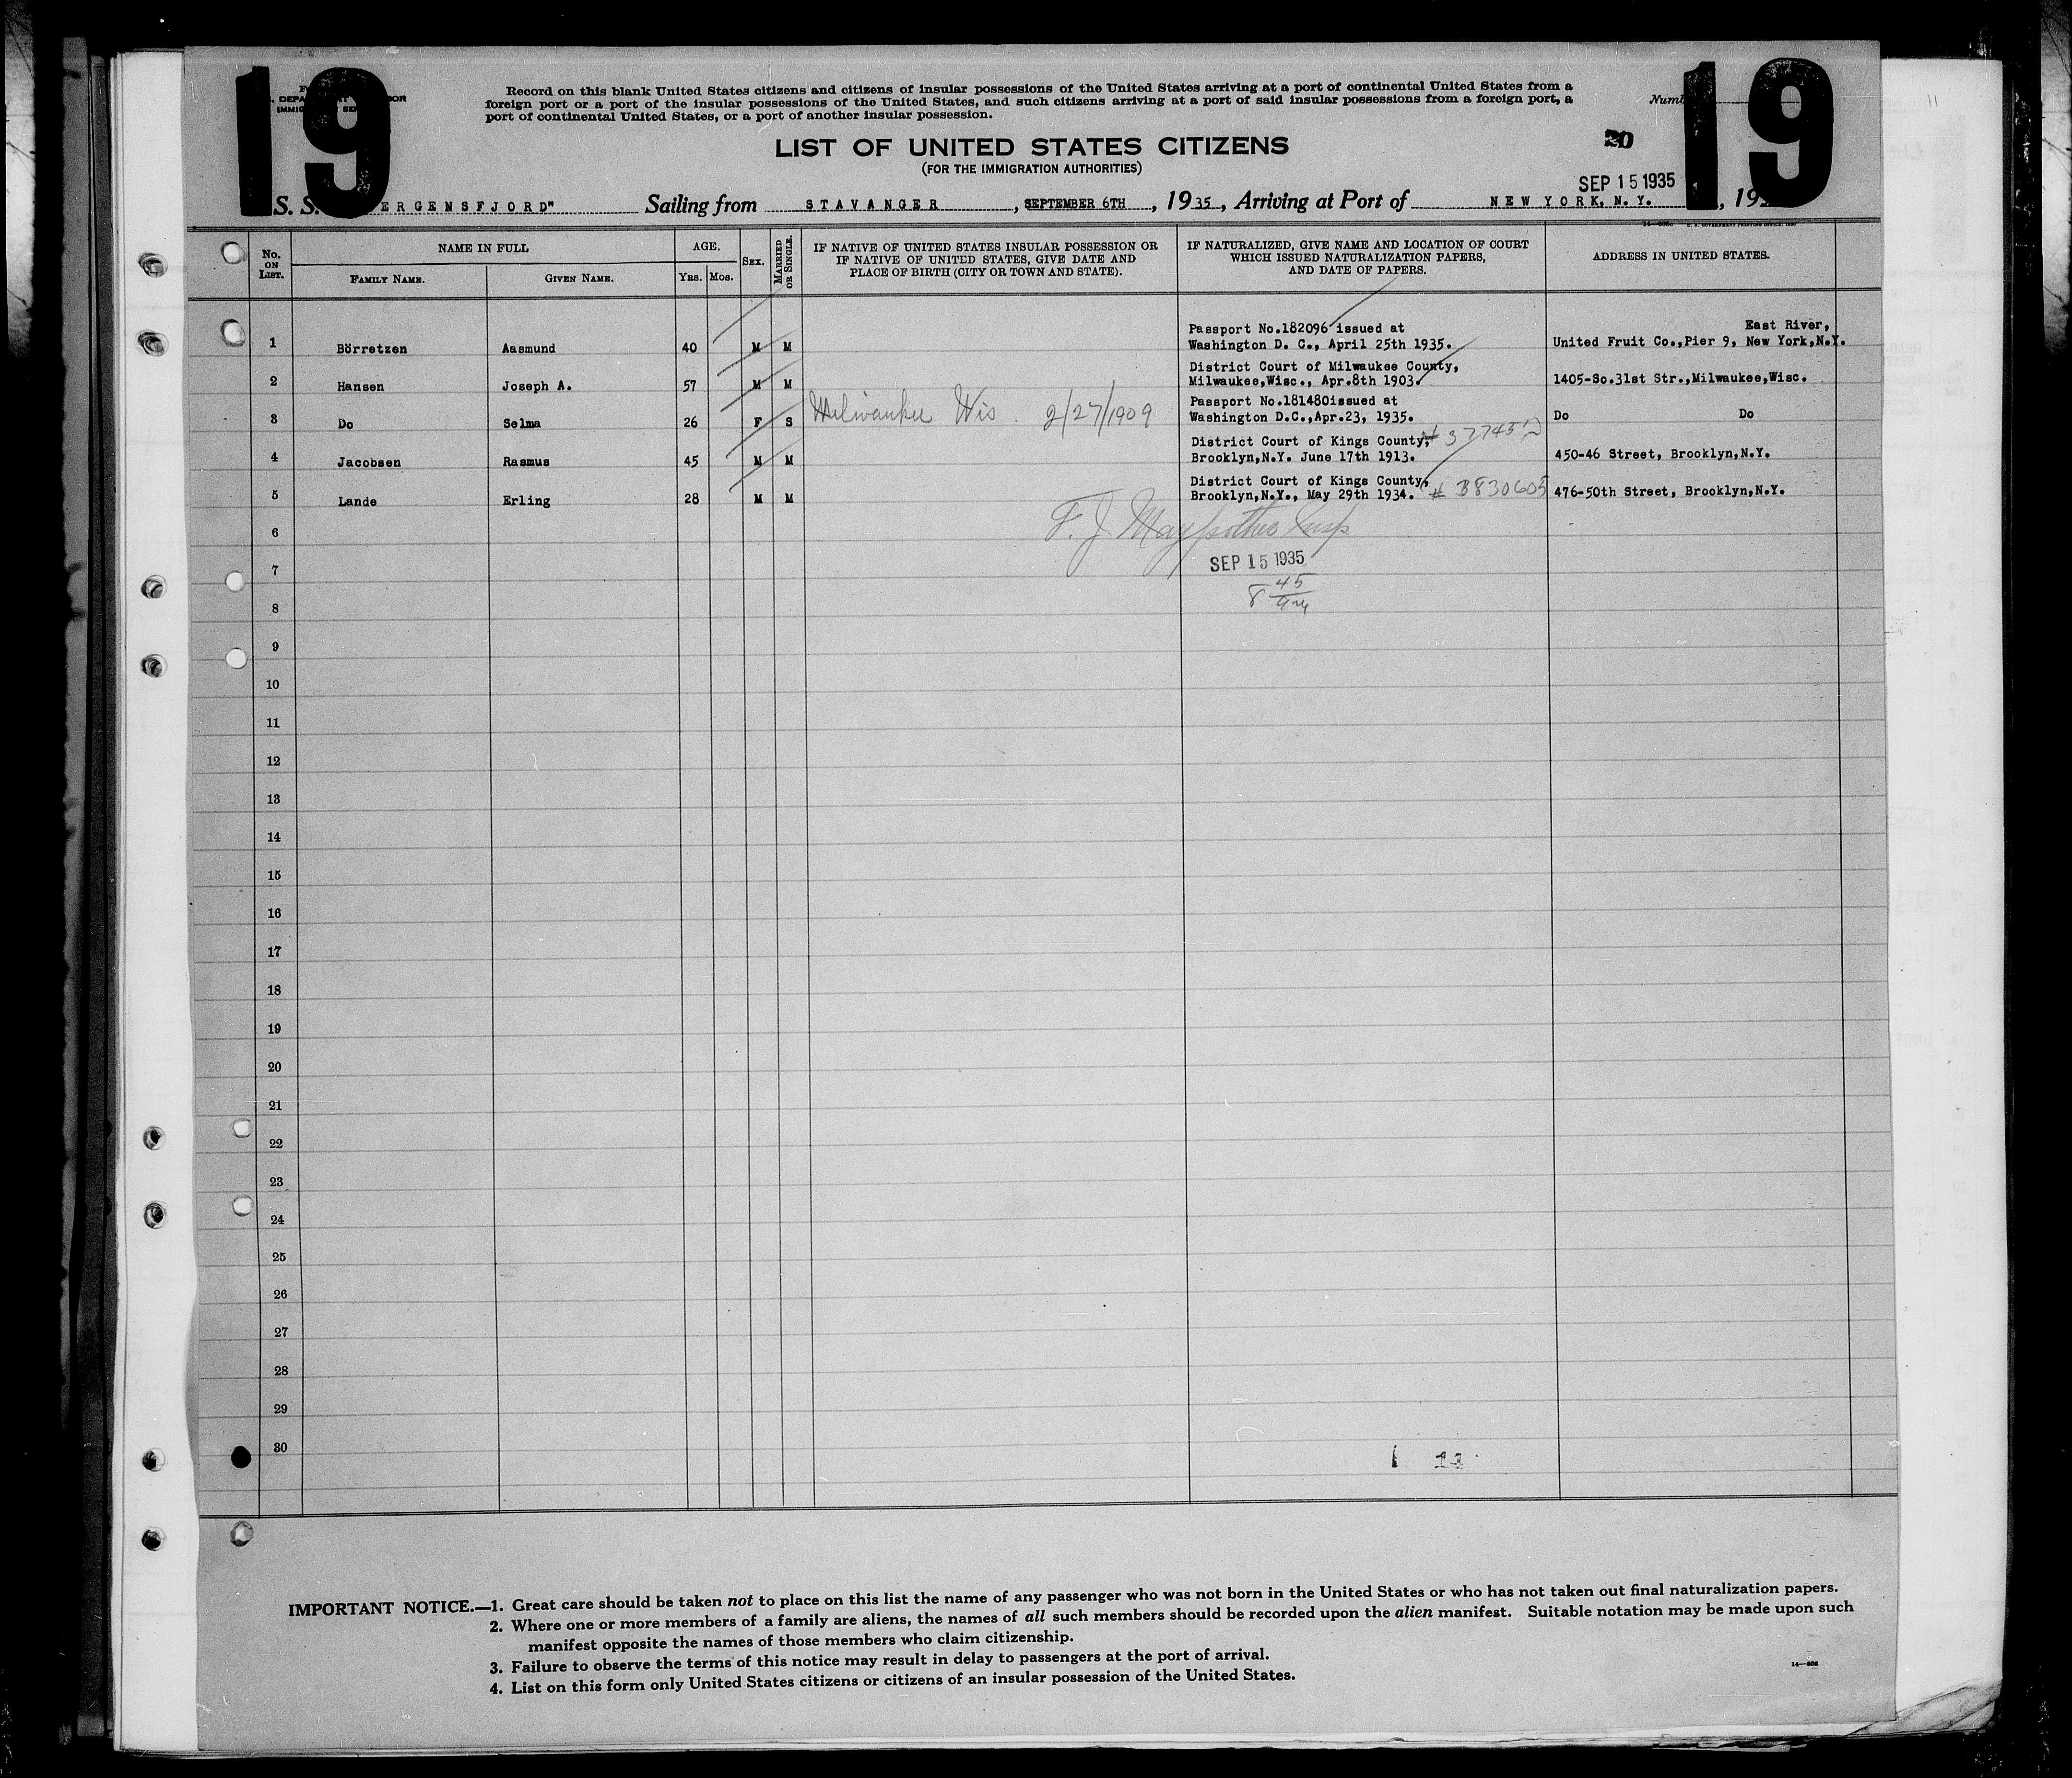 19 19
Record on this blank United States citizens and citizens of insular possessions of the United States arriving at a port of continental United States from a
foreign port or a port of the insular possessions of the United States, and such citizens arriving at a port of said insular possessions from a foreign port, a
port of continental United States, or a port of another insular possession.
LIST OF UNITED STATES CITIZENS
(FOR THE IMMIGRATION AUTHORITIES)
20
SEP 15 1935
S. S. ERGENSFJORD" Sailing from STAVANGER, SEPTEMBER 6TH, 1935, Arriving at Port of NEW YORK, N. Y., 19
No. ON LIST. NAME IN FULL AGE. SEX. MARRIED OR SINGLE. IF NATIVE OF UNITED STATES INSULAR POSSESSION OR IF NATIVE OF UNITED STATES, GIVE DATE AND PLACE OF BIRTH (CITY OR TOWN AND STATE). IF NATURALIZED, GIVE NAME AND LOCATION OF COURT WHICH ISSUED NATURALIZATION PAPERS, AND DATE OF PAPERS. ADDRESS IN UNITED STATES.
FAMILY NAME. GIVEN NAME. YRS. MOS.
Passport No.182096 issued at East River,
1 Börretzen Aasmund 40 M M Washington D. C., April 25th 1935. United Fruit Co.,Pier 9, New York,N.Y.
District Court of Milwaukee County,
2 Hansen Joseph A. 57 M M Milwaukee,Wisc., Apr.8th 1903. 1405-So.31st Str.,Milwaukee,Wisc.
Passport No.181480issued at
3 Do Selma 26 F S Milwaukee Wis. 2/27/1909 Washington D.C.,Apr.23, 1935. Do Do
District Court of Kings County,
4 Jacobsen Rasmus 45 M M Brooklyn,N.Y. June 17th 1913. 450-46 Street, Brooklyn,N.Y.
District Court of Kings County,
5 Lande Erling 28 M M Brooklyn,N.Y., May 29th 1934. # 3830605 476-50th Street, Brooklyn,N.Y.
6 F. J. Insp
7 SEP 15 1935
8 8 45 am
9
10
11
12
13
14
15
16
17
18
19
20
21
22
23
24
25
26
27
28
29
30
IMPORTANT NOTICE.—1. Great care should be taken not to place on this list the name of any passenger who was not born in the United States or who has not taken out final naturalization papers.
2. Where one or more members of a family are aliens, the names of all such members should be recorded upon the alien manifest. Suitable notation may be made upon such
manifest opposite the names of those members who claim citizenship.
3. Failure to observe the terms of this notice may result in delay to passengers at the port of arrival.
4. List on this form only United States citizens or citizens of an insular possession of the United States.